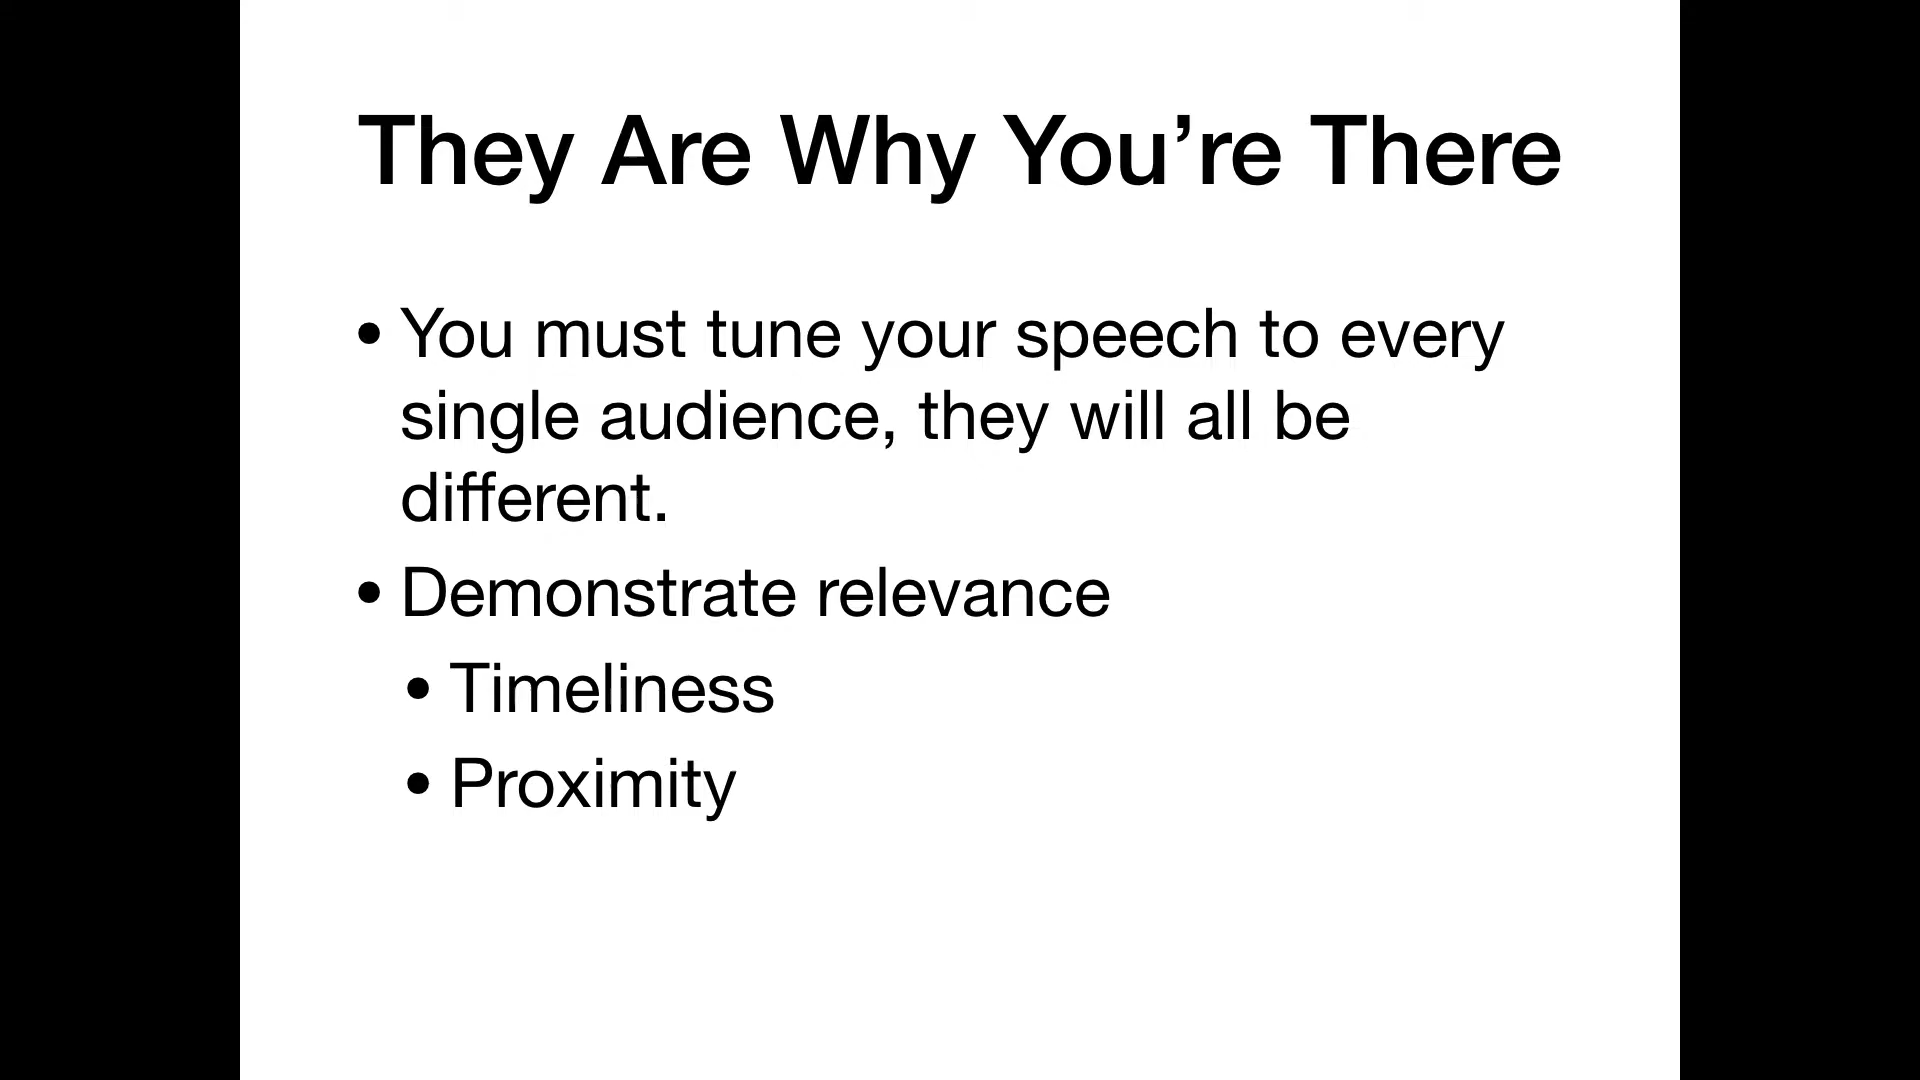 They Are Why You’re There
• You must tune your speech to every
single audience, they will all be
different.
• Demonstrate relevance
• Timeliness
• Proximity